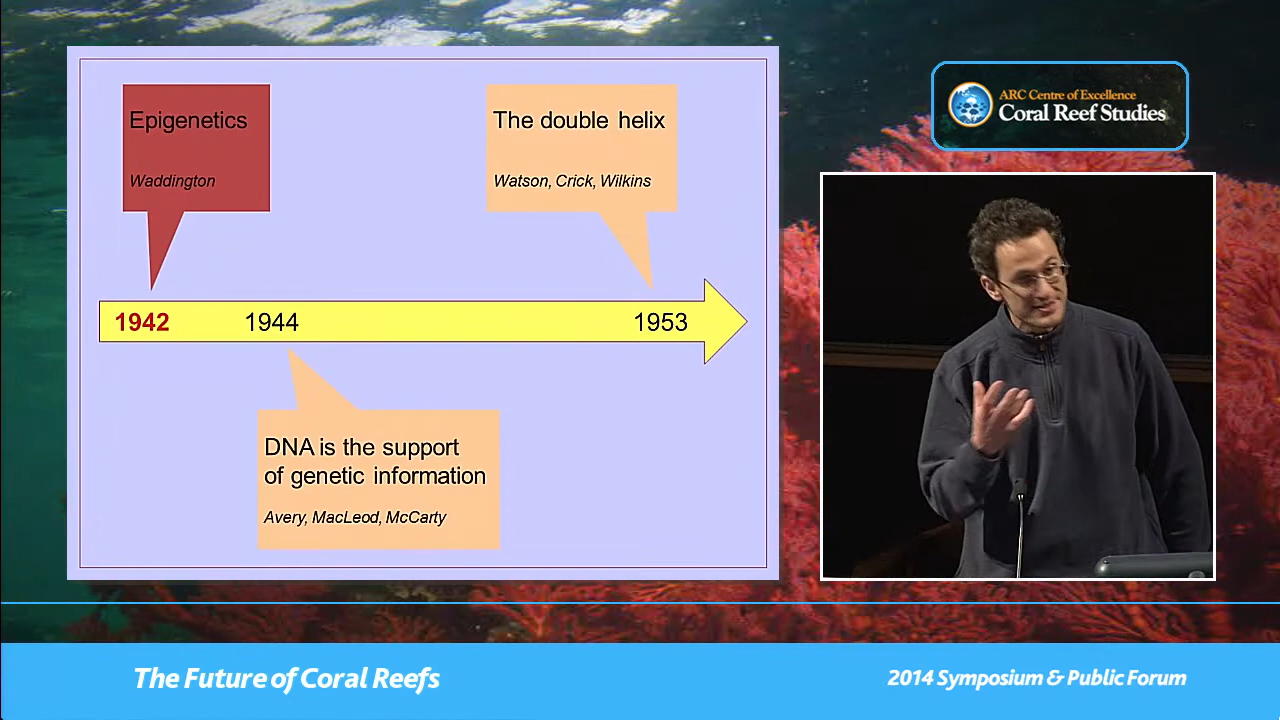 Epigenetics
Waddington
The double helix
Watson, Crick, Wilkins
1942
1944
1953
DNA is the support
of genetic information
Avery, MacLeod, McCarty
ARC Centre of Excellence
Coral Reef Studies
The Future of Coral Reefs
2014 Symposium & Public Forum